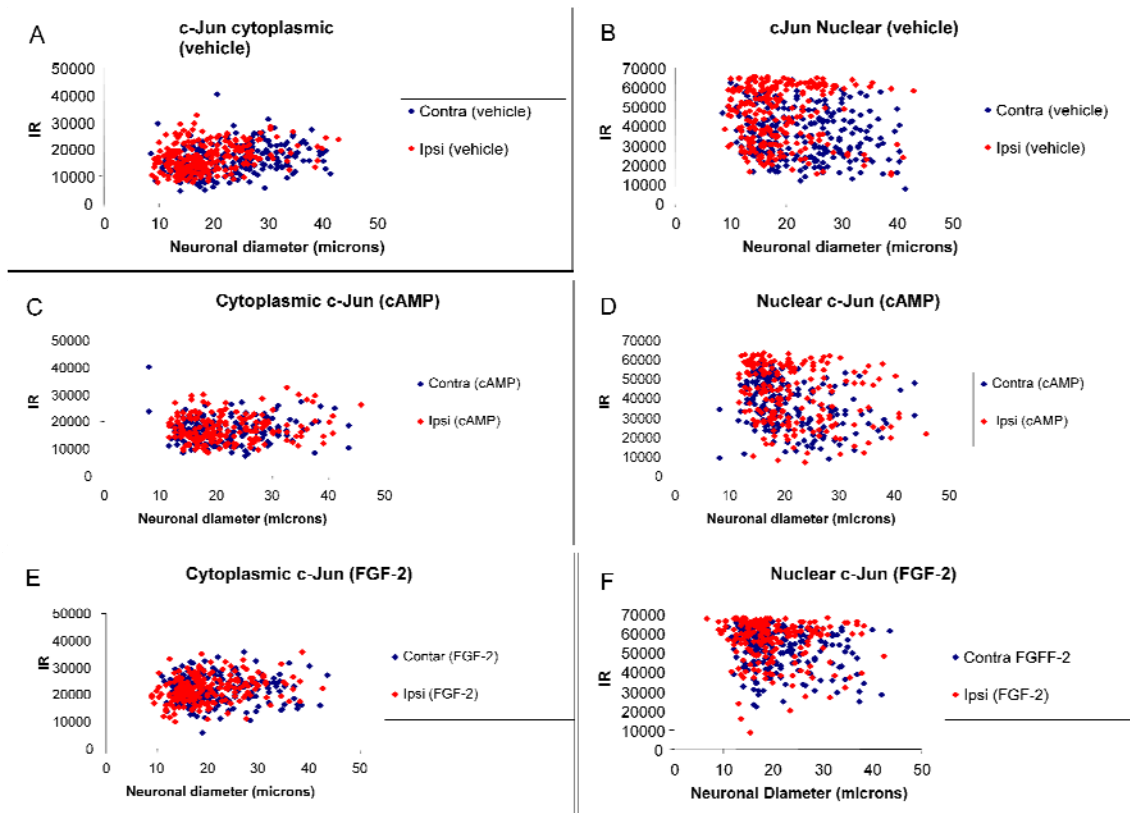 A
c-Jun cytoplasmic
(vehicle)
50000
40000
30000
20000
10000
0
IR
0 10 20 30 40 50
Neuronal diameter (microns)
Contra (vehicle)
Ipsi (vehicle)
B
cJun Nuclear (vehicle)
70000
60000
50000
40000
30000
20000
10000
0
IR
0 10 20 30 40 50
Neuronal diameter (microns)
Contra (vehicle)
Ipsi (vehicle)
C
Cytoplasmic c-Jun (cAMP)
50000
40000
30000
20000
10000
0
IR
0 10 20 30 40 50
Neuronal diameter (microns)
Contra (cAMP)
Ipsi (cAMP)
D
Nuclear c-Jun (cAMP)
70000
60000
50000
40000
30000
20000
10000
0
IR
0 10 20 30 40 50
Neuronal diameter (microns)
Contra (cAMP)
Ipsi (cAMP)
E
Cytoplasmic c-Jun (FGF-2)
50000
40000
30000
20000
10000
0
IR
0 10 20 30 40 50
Neuronal diameter (microns)
Contar (FGF-2)
Ipsi (FGF-2)
F
Nuclear c-Jun (FGF-2)
70000
60000
50000
40000
30000
20000
10000
0
IR
0 10 20 30 40 50
Neuronal Diameter (microns)
Contra FGFF-2
Ipsi (FGF-2)